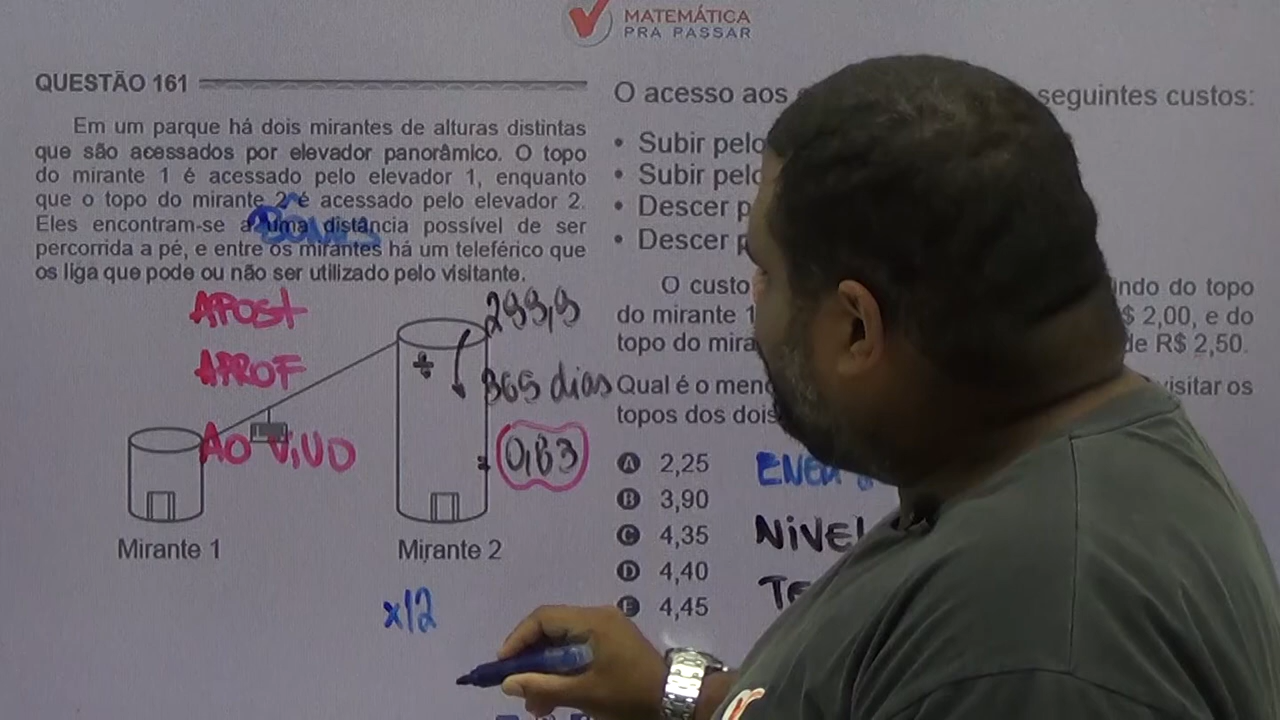 MATEMÁTICA
PRA PASSAR
QUESTÃO 161
Em um parque há dois mirantes de alturas distintas
que são acessados por elevador panorâmico. O topo
do mirante 1 é acessado pelo elevador 1, enquanto
que o topo do mirante 2 é acessado pelo elevador 2.
Eles encontram-se a uma distância possível de ser
percorrida a pé, e entre os mirantes há um teleférico que
os liga que pode ou não ser utilizado pelo visitante.
BÔNUS
APOST
APROF
AO VIVO
299,9
÷
365 dias
= 0,83
Mirante 1
Mirante 2
x12
O acesso aos seguintes custos:
• Subir pelo
• Subir pelo
• Descer p
• Descer p
O custo indo do topo
do mirante 1 $ 2,00, e do
topo do mira de R$ 2,50.
Qual é o men visitar os
topos dos dois
A 2,25
B 3,90
C 4,35
D 4,40
E 4,45
ENEM
NíVEL
TE